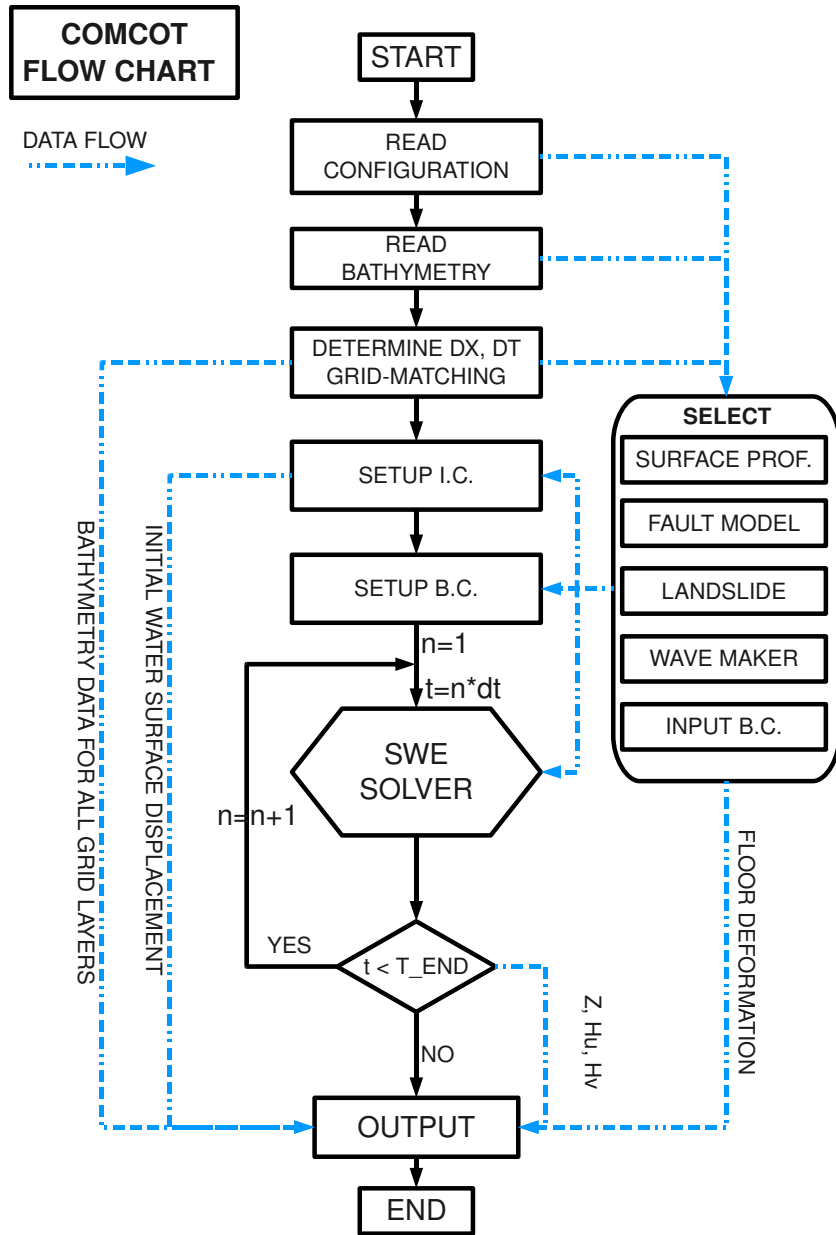 COMCOT
FLOW CHART
DATA FLOW
START
READ
CONFIGURATION
READ
BATHYMETRY
DETERMINE DX, DT
GRID-MATCHING
SETUP I.C.
SETUP B.C.
n=1
t=n*dt
SWE
SOLVER
n=n+1
YES
t < T_END
NO
OUTPUT
END
SELECT
SURFACE PROF.
FAULT MODEL
LANDSLIDE
WAVE MAKER
INPUT B.C.
BATHYMETRY DATA FOR ALL GRID LAYERS
INITIAL WATER SURFACE DISPLACEMENT
Z, Hu, Hv
FLOOR DEFORMATION